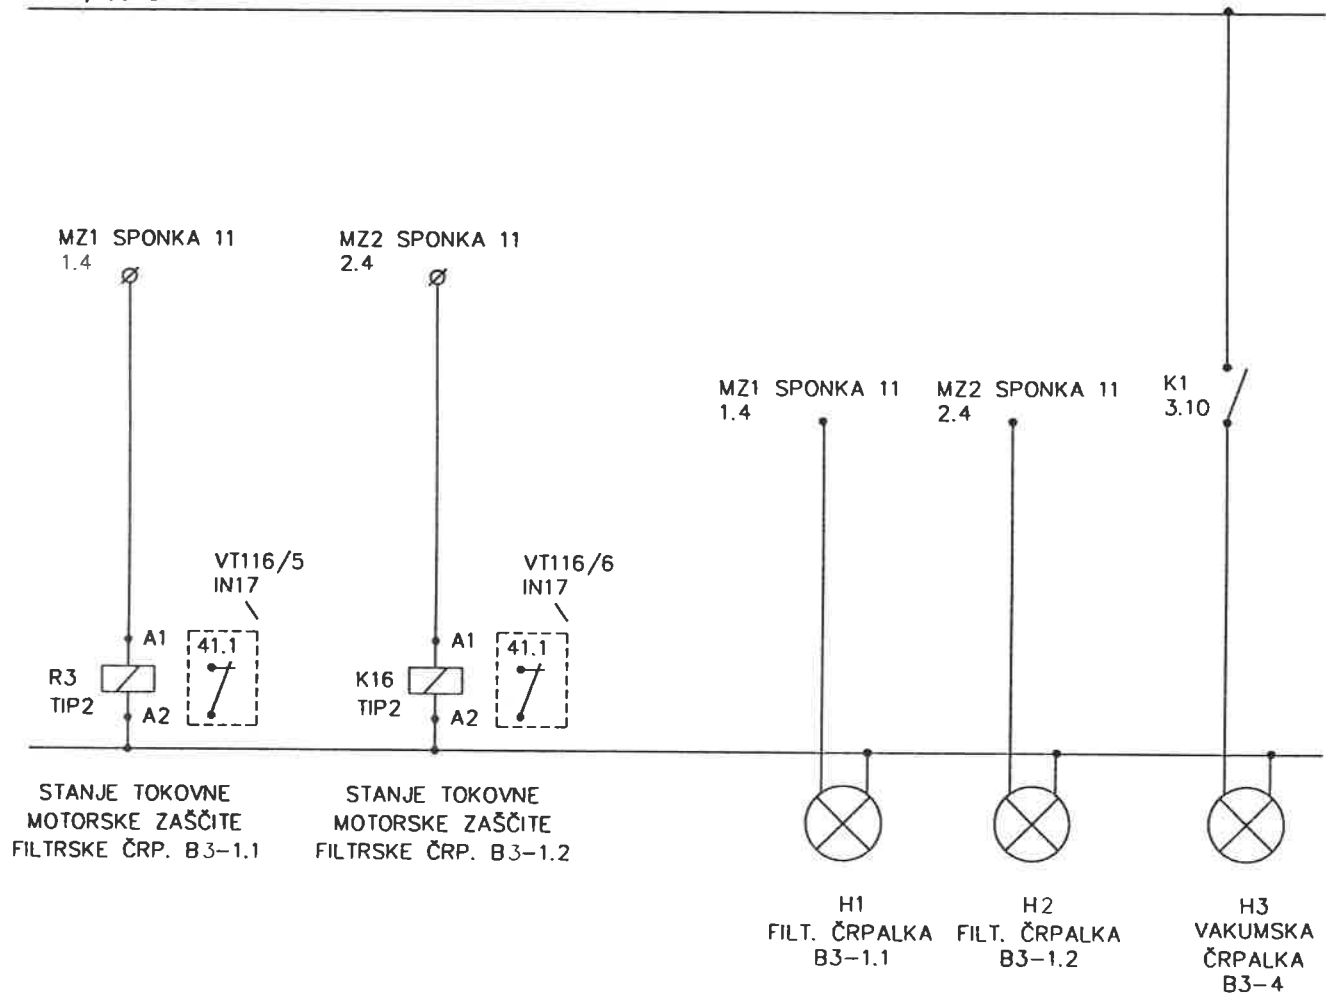 MZ1 SPONKA 11
1.4
MZ2 SPONKA 11
2.4
MZ1 SPONKA 11
1.4
MZ2 SPONKA 11
2.4
K1
3.10
VT116/5
IN17
VT116/6
IN17
A1
41.1
R3
TIP2
A2
A1
41.1
K16
TIP2
A2
STANJE TOKOVNE
MOTORSKE ZAŠČITE
FILTRSKE ČRP. B3-1.1
STANJE TOKOVNE
MOTORSKE ZAŠČITE
FILTRSKE ČRP. B3-1.2
H1
FILT. ČRPALKA
B3-1.1
H2
FILT. ČRPALKA
B3-1.2
H3
VAKUMSKA
ČRPALKA
B3-4